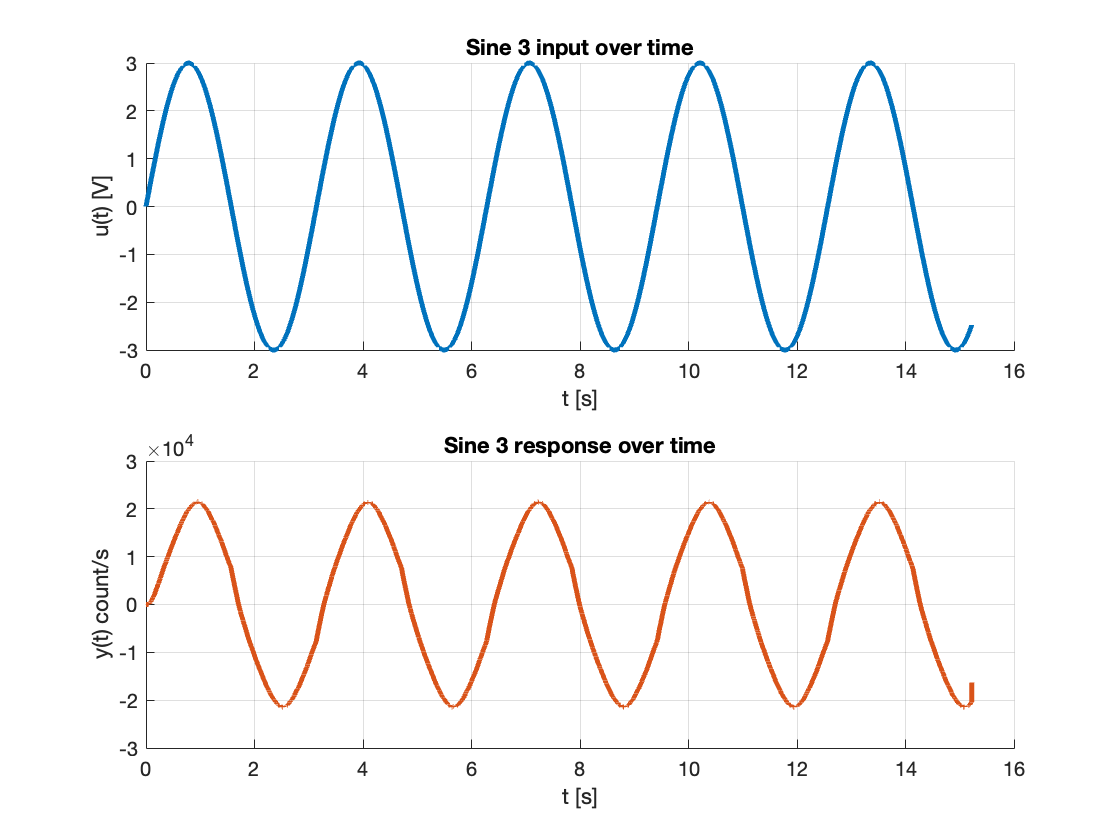 Sine 3 input over time
3
2
1
0
-1
-2
-3
u(t) [V]
0 2 4 6 8 10 12 14 16
t [s]
Sine 3 response over time
×10^4
3
2
1
0
-1
-2
-3
y(t) count/s
0 2 4 6 8 10 12 14 16
t [s]